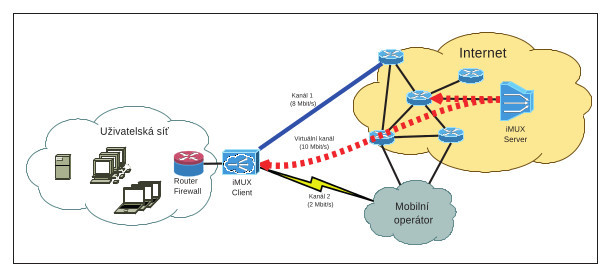 Internet
Kanál 1
(8 Mbit/s)
Uživatelská síť
Virtuální kanál
(10 Mbit/s)
iMUX
Server
Router
Firewall
iMUX
Client
Kanál 2
(2 Mbit/s)
Mobilní
operátor